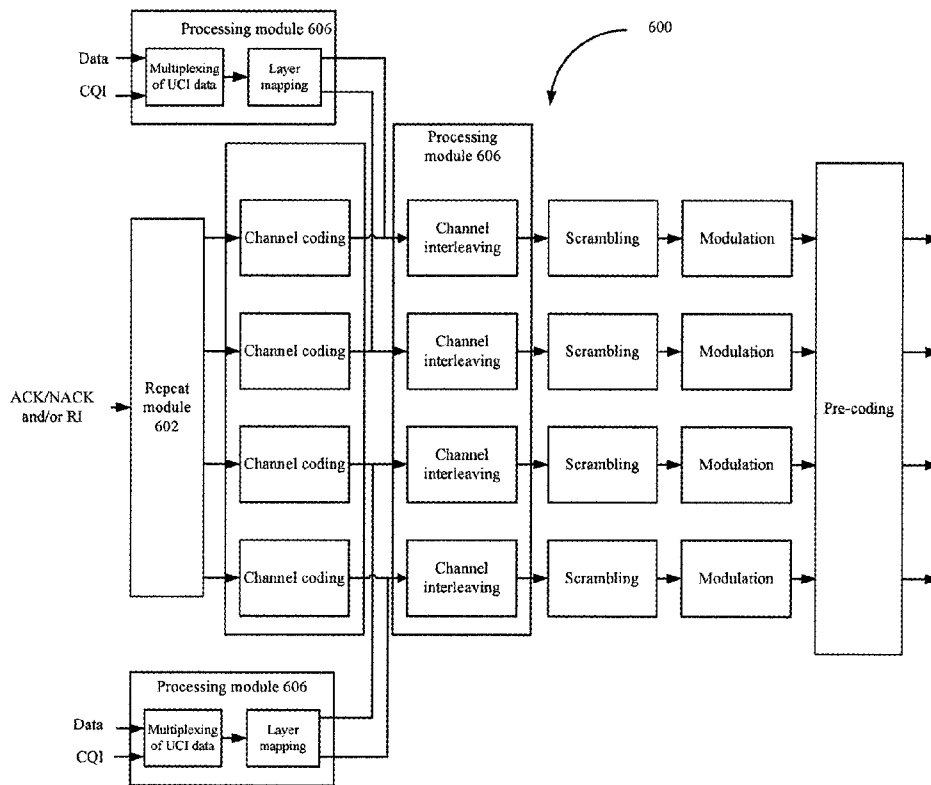 Processing module 606
600
Data
CQI
Multiplexing
of UCI data
Layer
mapping
Processing
module 606
Channel coding
Channel
interleaving
Scrambling
Modulation
Channel coding
Channel
interleaving
Scrambling
Modulation
ACK/NACK
and/or RI
Repeat
module
602
Pre-coding
Channel coding
Channel
interleaving
Scrambling
Modulation
Channel coding
Channel
interleaving
Scrambling
Modulation
Processing module 606
Data
CQI
Multiplexing
of UCI data
Layer
mapping